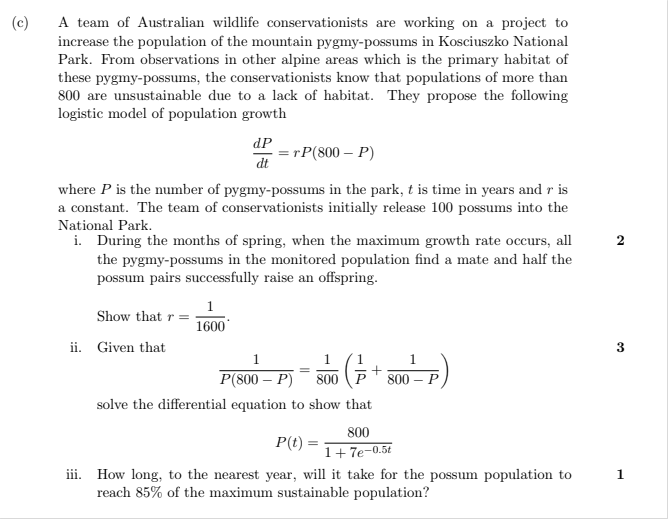 (c) A team of Australian wildlife conservationists are working on a project to
increase the population of the mountain pygmy-possums in Kosciuszko National
Park. From observations in other alpine areas which is the primary habitat of
these pygmy-possums, the conservationists know that populations of more than
800 are unsustainable due to a lack of habitat. They propose the following
logistic model of population growth
dP/dt = rP(800 − P)
where P is the number of pygmy-possums in the park, t is time in years and r is
a constant. The team of conservationists initially release 100 possums into the
National Park.
i. During the months of spring, when the maximum growth rate occurs, all 2
the pygmy-possums in the monitored population find a mate and half the
possum pairs successfully raise an offspring.
Show that r = 1/1600.
ii. Given that 3
1/(P(800 − P)) = 1/800 (1/P + 1/(800 − P))
solve the differential equation to show that
P(t) = 800/(1 + 7e^{−0.5t})
iii. How long, to the nearest year, will it take for the possum population to 1
reach 85% of the maximum sustainable population?